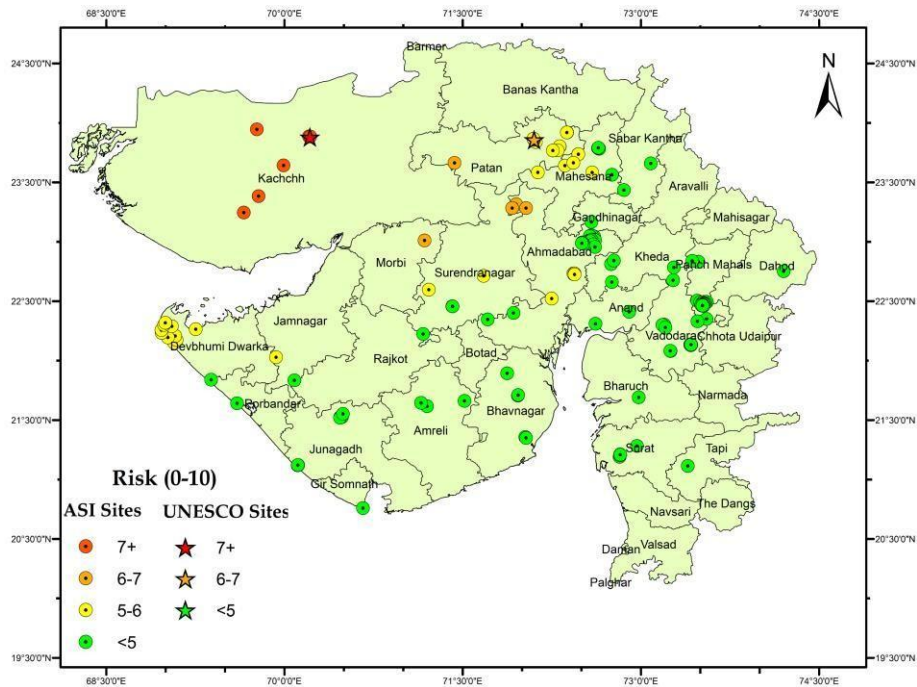 68°30'0"E 70°0'0"E 71°30'0"E 73°0'0"E 74°30'0"E
24°30'0"N 24°30'0"N
Barmer
N
Banas Kantha
Sabar Kantha
23°30'0"N 23°30'0"N
Patan
Kachchh
Mahesana
Aravalli
Gandhinagar
Mahisagar
Ahmadabad
Kheda
Morbi
Panch Mahals
Dahod
Surendranagar
22°30'0"N 22°30'0"N
Anand
Jamnagar
Devbhumi Dwarka
Vadodara
Chhota Udaipur
Rajkot
Botad
Bharuch
Narmada
Porbandar
Bhavnagar
21°30'0"N 21°30'0"N
Amreli
Junagadh
Surat
Tapi
Risk (0-10)
Gir Somnath
ASI Sites UNESCO Sites
The Dangs
Navsari
7+ 7+
20°30'0"N 20°30'0"N
Daman
Valsad
6-7 6-7
Palghar
5-6 <5
<5
19°30'0"N 19°30'0"N
68°30'0"E 70°0'0"E 71°30'0"E 73°0'0"E 74°30'0"E